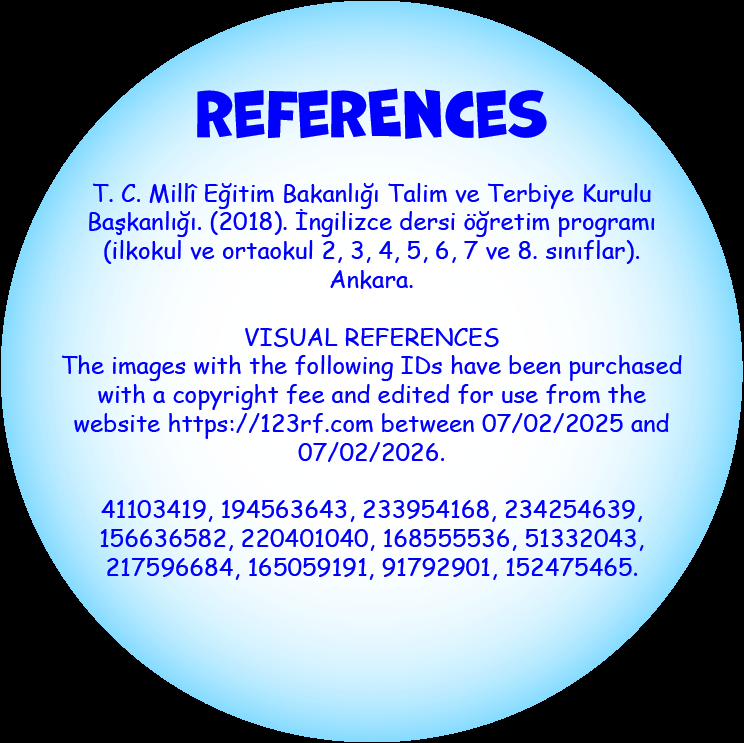 REFERENCES
T. C. Millî Eğitim Bakanlığı Talim ve Terbiye Kurulu
Başkanlığı. (2018). İngilizce dersi öğretim programı
(ilkokul ve ortaokul 2, 3, 4, 5, 6, 7 ve 8. sınıflar).
Ankara.
VISUAL REFERENCES
The images with the following IDs have been purchased
with a copyright fee and edited for use from the
website https://123rf.com between 07/02/2025 and
07/02/2026.
41103419, 194563643, 233954168, 234254639,
156636582, 220401040, 168555536, 51332043,
217596684, 165059191, 91792901, 152475465.